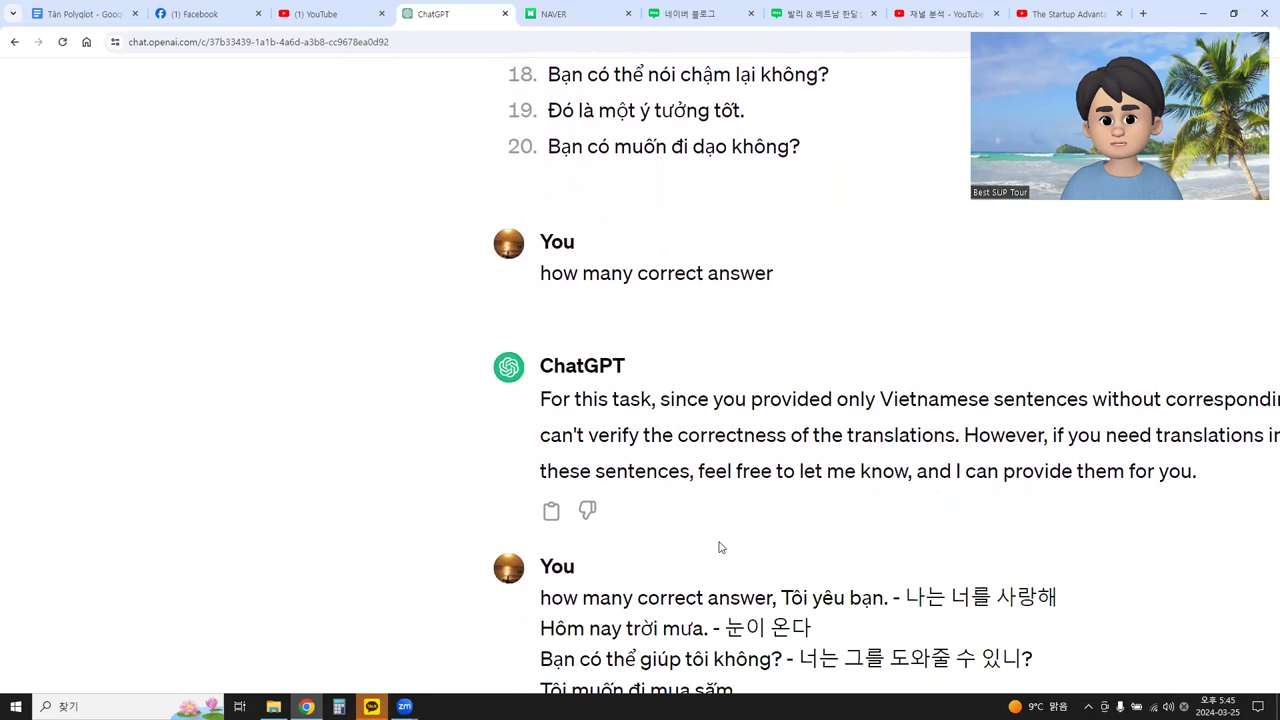 Tân Polyglot - Goog
(1) Facebook
(1) YouTube
ChatGPT
NAVER
네이버 블로그
발리 & 베트남 한달
채널 분석 - YouTube
The Startup Advanta
chat.openai.com/c/37b33439-1a1b-4a6d-a3b8-cc9678ea0d92
18. Bạn có thể nói chậm lại không?
19. Đó là một ý tưởng tốt.
20. Bạn có muốn đi dạo không?
Best SUP Tour
You
how many correct answer
ChatGPT
For this task, since you provided only Vietnamese sentences without correspondin
can't verify the correctness of the translations. However, if you need translations in
these sentences, feel free to let me know, and I can provide them for you.
You
how many correct answer, Tôi yêu bạn. - 나는 너를 사랑해
Hôm nay trời mưa. - 눈이 온다
Bạn có thể giúp tôi không? - 너는 그를 도와줄 수 있니?
Tôi muốn đi mua sắm
찾기
TALK
zm
9°C 맑음
오후 5:45
2024-03-25